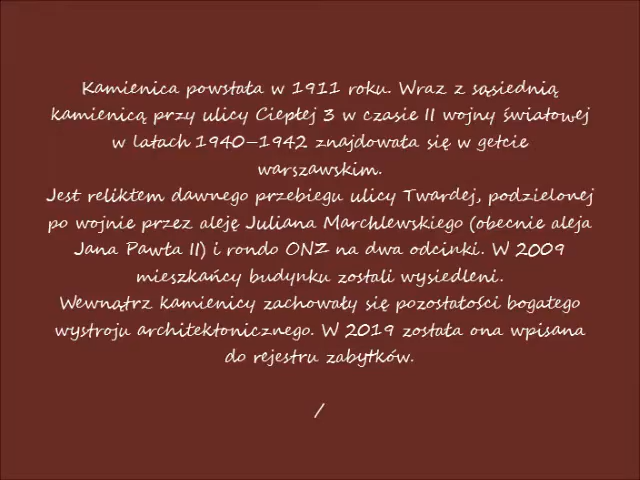 Kamienica powstała w 1911 roku. Wraz z sąsiednią
kamienicą przy ulicy Ciepłej 3 w czasie II wojny światowej
w latach 1940–1942 znajdowała się w getcie
warszawskim.
Jest reliktem dawnego przebiegu ulicy Twardej, podzielonej
po wojnie przez aleję Juliana Marchlewskiego (obecnie aleja
Jana Pawła II) i rondo ONZ na dwa odcinki. W 2009
mieszkańcy budynku zostali wysiedleni.
Wewnątrz kamienicy zachowały się pozostałości bogatego
wystroju architektonicznego. W 2019 została ona wpisana
do rejestru zabytków.
/